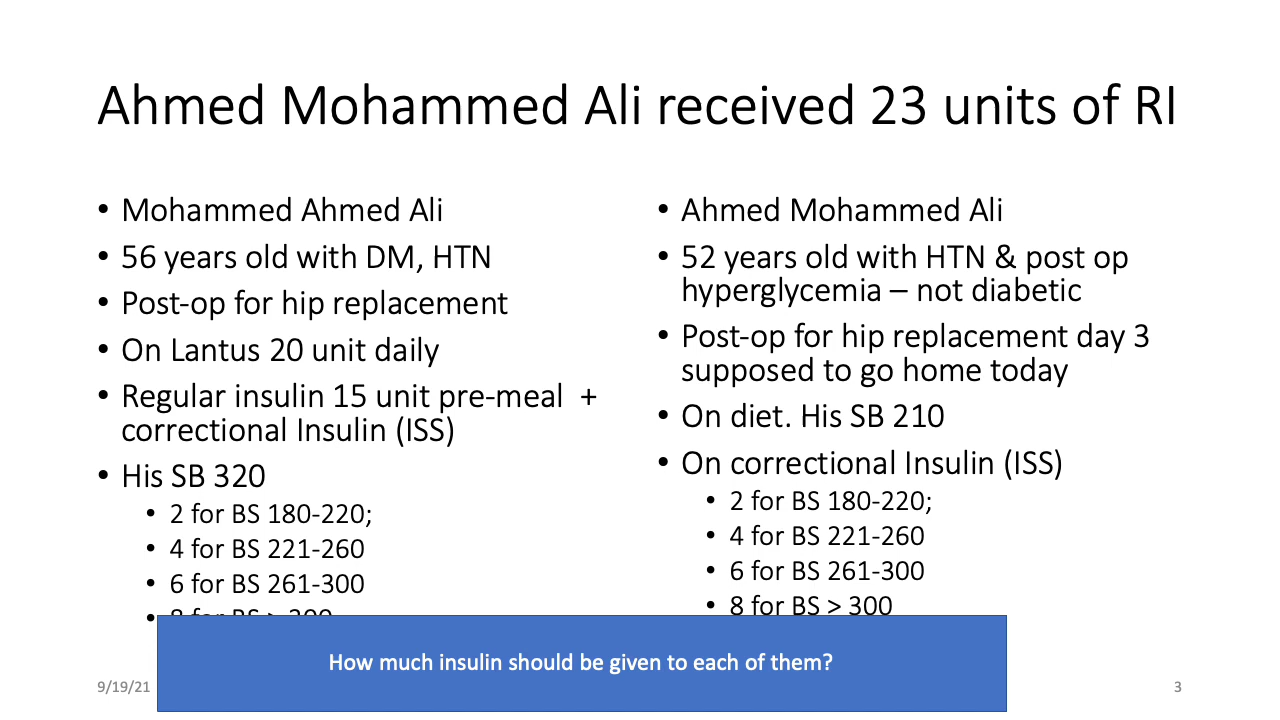 Ahmed Mohammed Ali received 23 units of RI
• Mohammed Ahmed Ali
• 56 years old with DM, HTN
• Post-op for hip replacement
• On Lantus 20 unit daily
• Regular insulin 15 unit pre-meal +
correctional Insulin (ISS)
• His SB 320
• 2 for BS 180-220;
• 4 for BS 221-260
• 6 for BS 261-300
• 8 for BS > 300
• Ahmed Mohammed Ali
• 52 years old with HTN & post op
hyperglycemia – not diabetic
• Post-op for hip replacement day 3
supposed to go home today
• On diet. His SB 210
• On correctional Insulin (ISS)
• 2 for BS 180-220;
• 4 for BS 221-260
• 6 for BS 261-300
• 8 for BS > 300
How much insulin should be given to each of them?
9/19/21
3